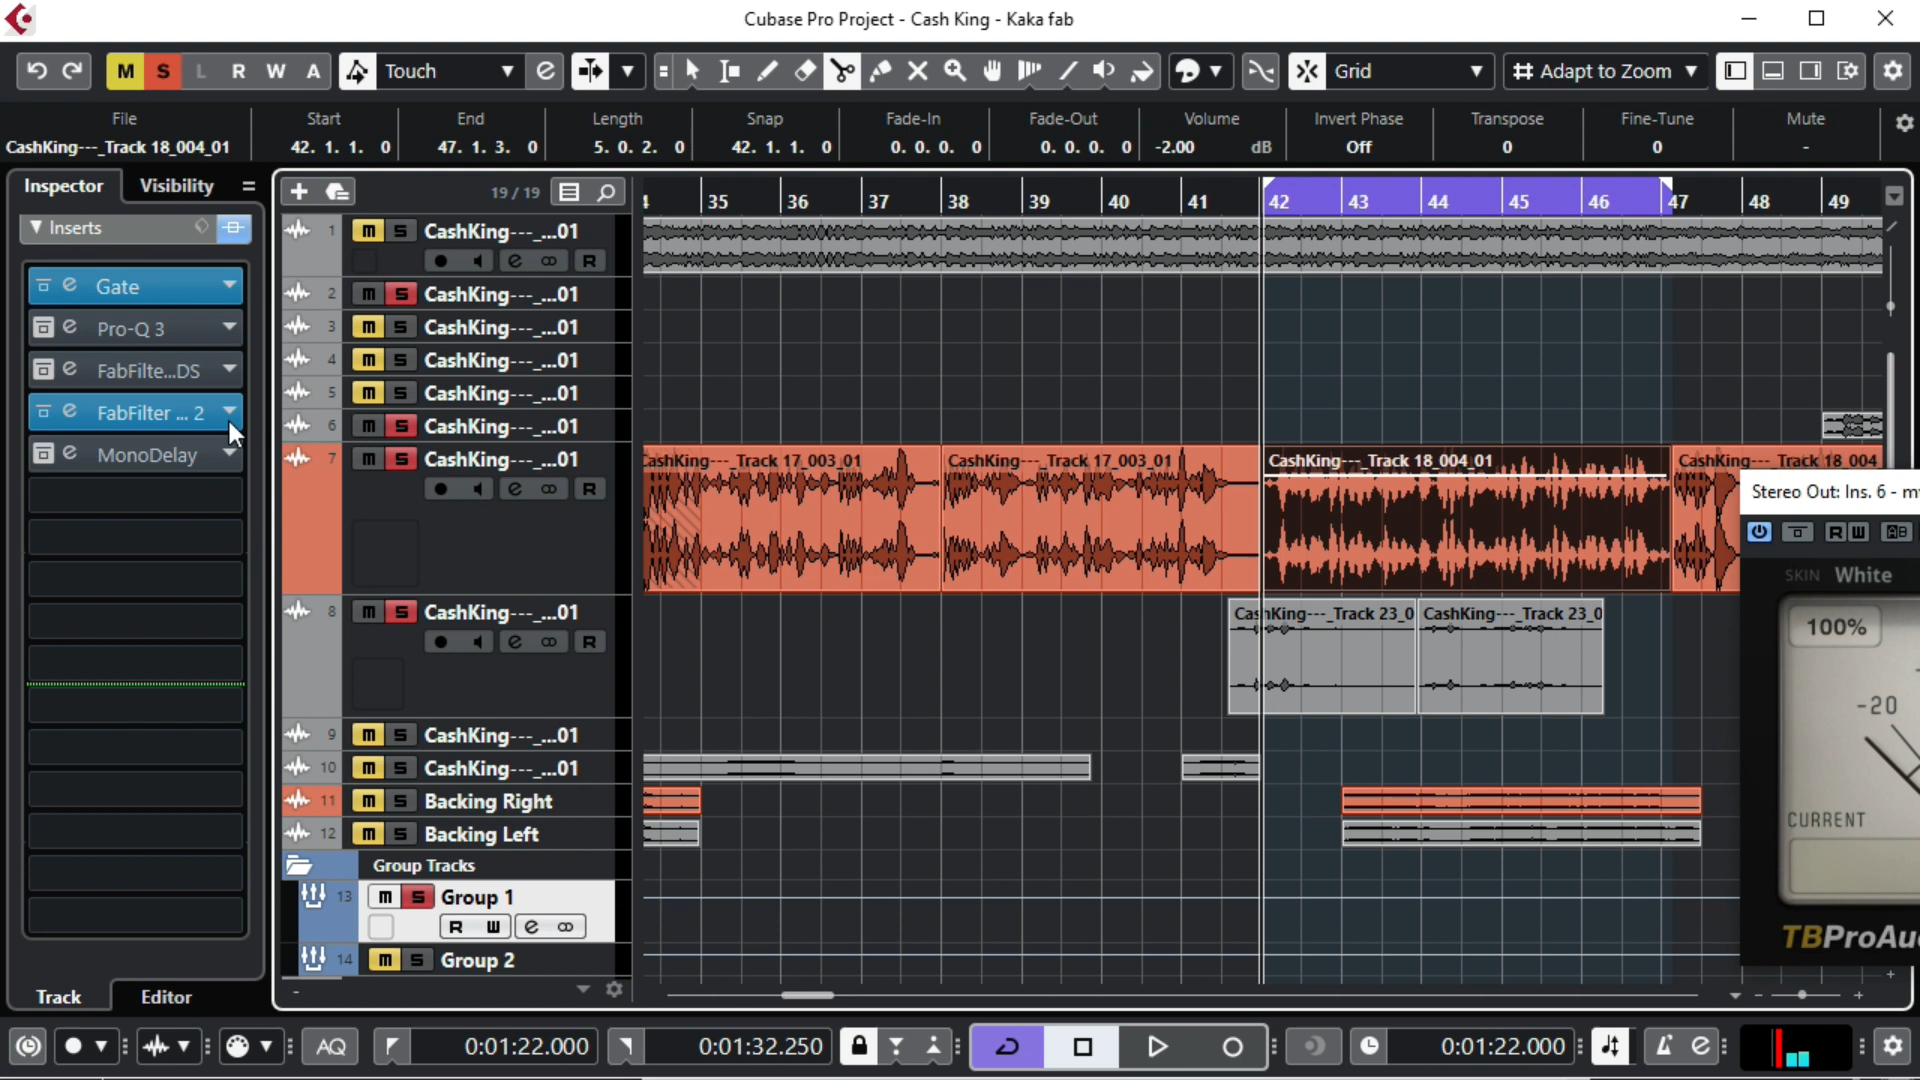 Cubase Pro Project - Cash King - Kaka fab
M S L R W A Touch Grid Adapt to Zoom
File Start End Length Snap Fade-In Fade-Out Volume Invert Phase Transpose Fine-Tune Mute
CashKing---_Track 18_004_01 42. 1. 1. 0 47. 1. 3. 0 5. 0. 2. 0 42. 1. 1. 0 0. 0. 0. 0 0. 0. 0. 0 -2.00 dB Off 0 0 -
Inspector Visibility
19 / 19
35 36 37 38 39 40 41 42 43 44 45 46 47 48 49
Inserts
Gate
Pro-Q 3
FabFilte...DS
FabFilter ... 2
MonoDelay
1 m S CashKing---_...01
R
2 m S CashKing---_...01
3 m S CashKing---_...01
4 m S CashKing---_...01
5 m S CashKing---_...01
6 m S CashKing---_...01
7 m S CashKing---_...01
R
CashKing---_Track 17_003_01 CashKing---_Track 17_003_01 CashKing---_Track 18_004_01 CashKing---_Track 18_004
8 m S CashKing---_...01
R
CashKing---_Track 23_0 CashKing---_Track 23_0
9 m S CashKing---_...01
10 m S CashKing---_...01
11 m S Backing Right
12 m S Backing Left
Group Tracks
13 m S Group 1
R W
14 m S Group 2
Stereo Out: Ins. 6 - m
R W
SKIN White
100%
-20
CURRENT
TBProAu
Track Editor
AQ 0:01:22.000 0:01:32.250 0:01:22.000